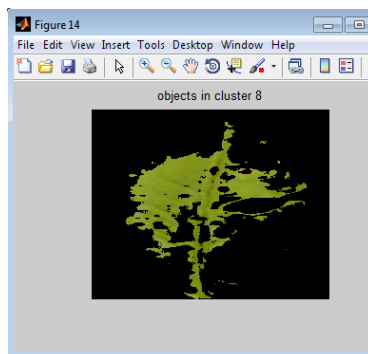 Figure 14
File Edit View Insert Tools Desktop Window Help
objects in cluster 8